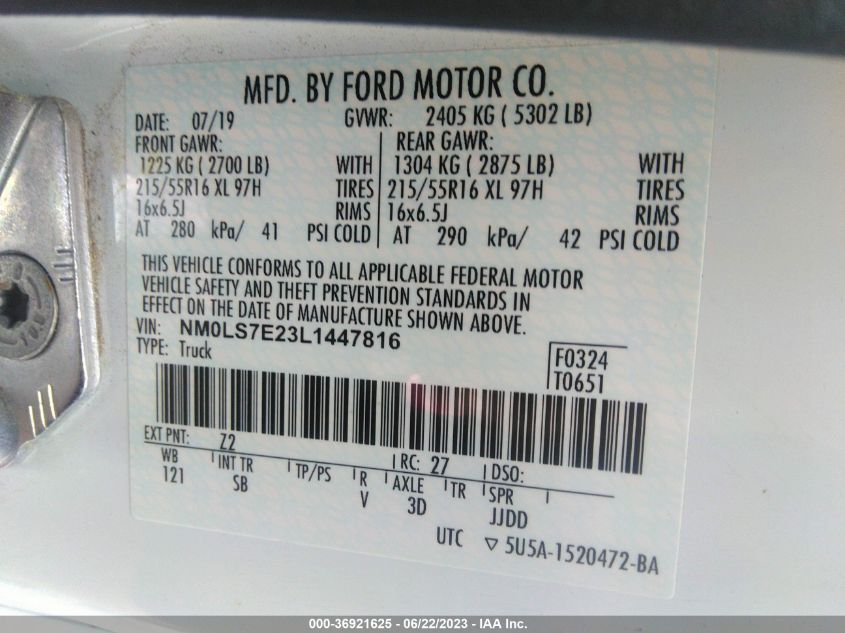 MFD. BY FORD MOTOR CO.
DATE: 07/19 GVWR: 2405 KG ( 5302 LB)
FRONT GAWR: REAR GAWR:
1225 KG ( 2700 LB) WITH 1304 KG ( 2875 LB) WITH
215/55R16 XL 97H TIRES 215/55R16 XL 97H TIRES
16x6.5J RIMS 16x6.5J RIMS
AT 280 kPa/ 41 PSI COLD AT 290 kPa/ 42 PSI COLD
THIS VEHICLE CONFORMS TO ALL APPLICABLE FEDERAL MOTOR
VEHICLE SAFETY AND THEFT PREVENTION STANDARDS IN
EFFECT ON THE DATE OF MANUFACTURE SHOWN ABOVE.
VIN: NM0LS7E23L1447816
TYPE: Truck
F0324
T0651
EXT PNT: Z2 RC: 27 DSO:
WB INT TR TP/PS R AXLE TR SPR
121 SB V 3D JJDD
UTC ▽ 5U5A-1520472-BA
000-36921625 - 06/22/2023 - IAA Inc.